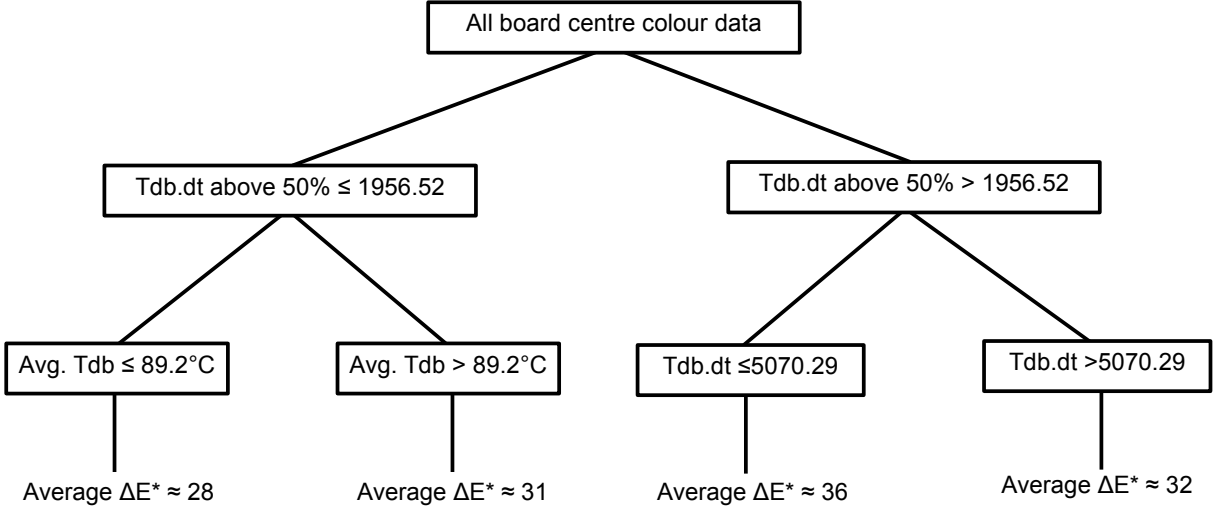 All board centre colour data
Tdb.dt above 50% ≤ 1956.52
Tdb.dt above 50% > 1956.52
Avg. Tdb ≤ 89.2°C
Avg. Tdb > 89.2°C
Tdb.dt ≤5070.29
Tdb.dt >5070.29
Average ΔE* ≈ 28
Average ΔE* ≈ 31
Average ΔE* ≈ 36
Average ΔE* ≈ 32